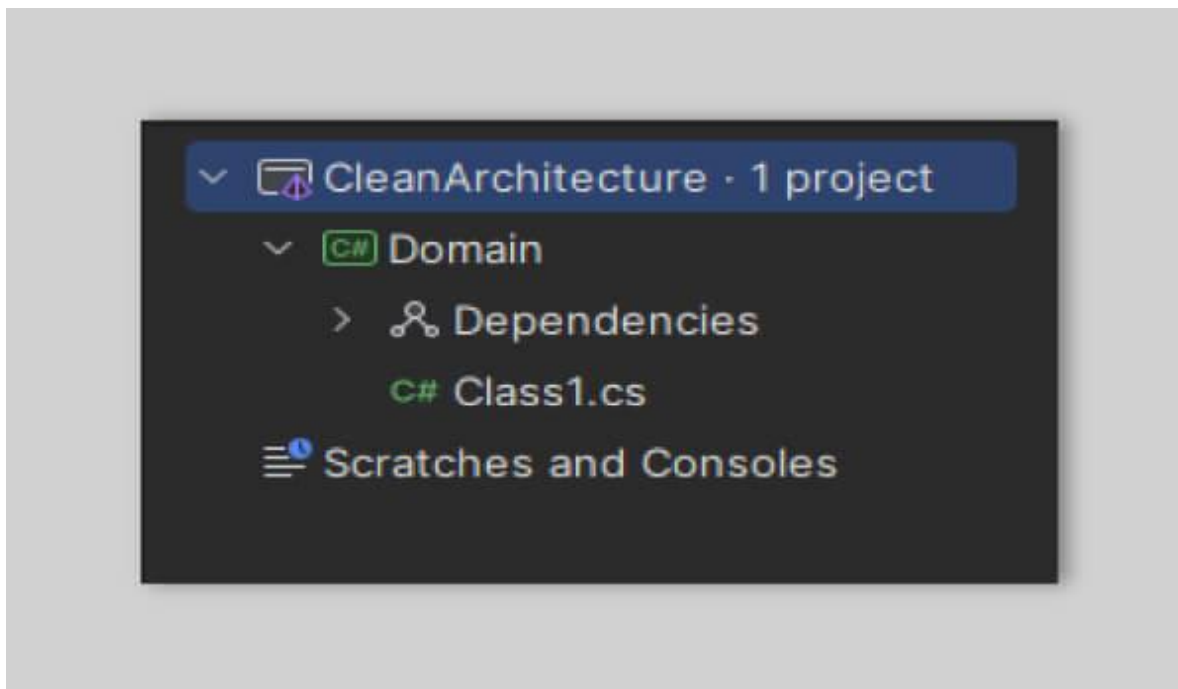 CleanArchitecture · 1 project
C# Domain
Dependencies
C# Class1.cs
Scratches and Consoles